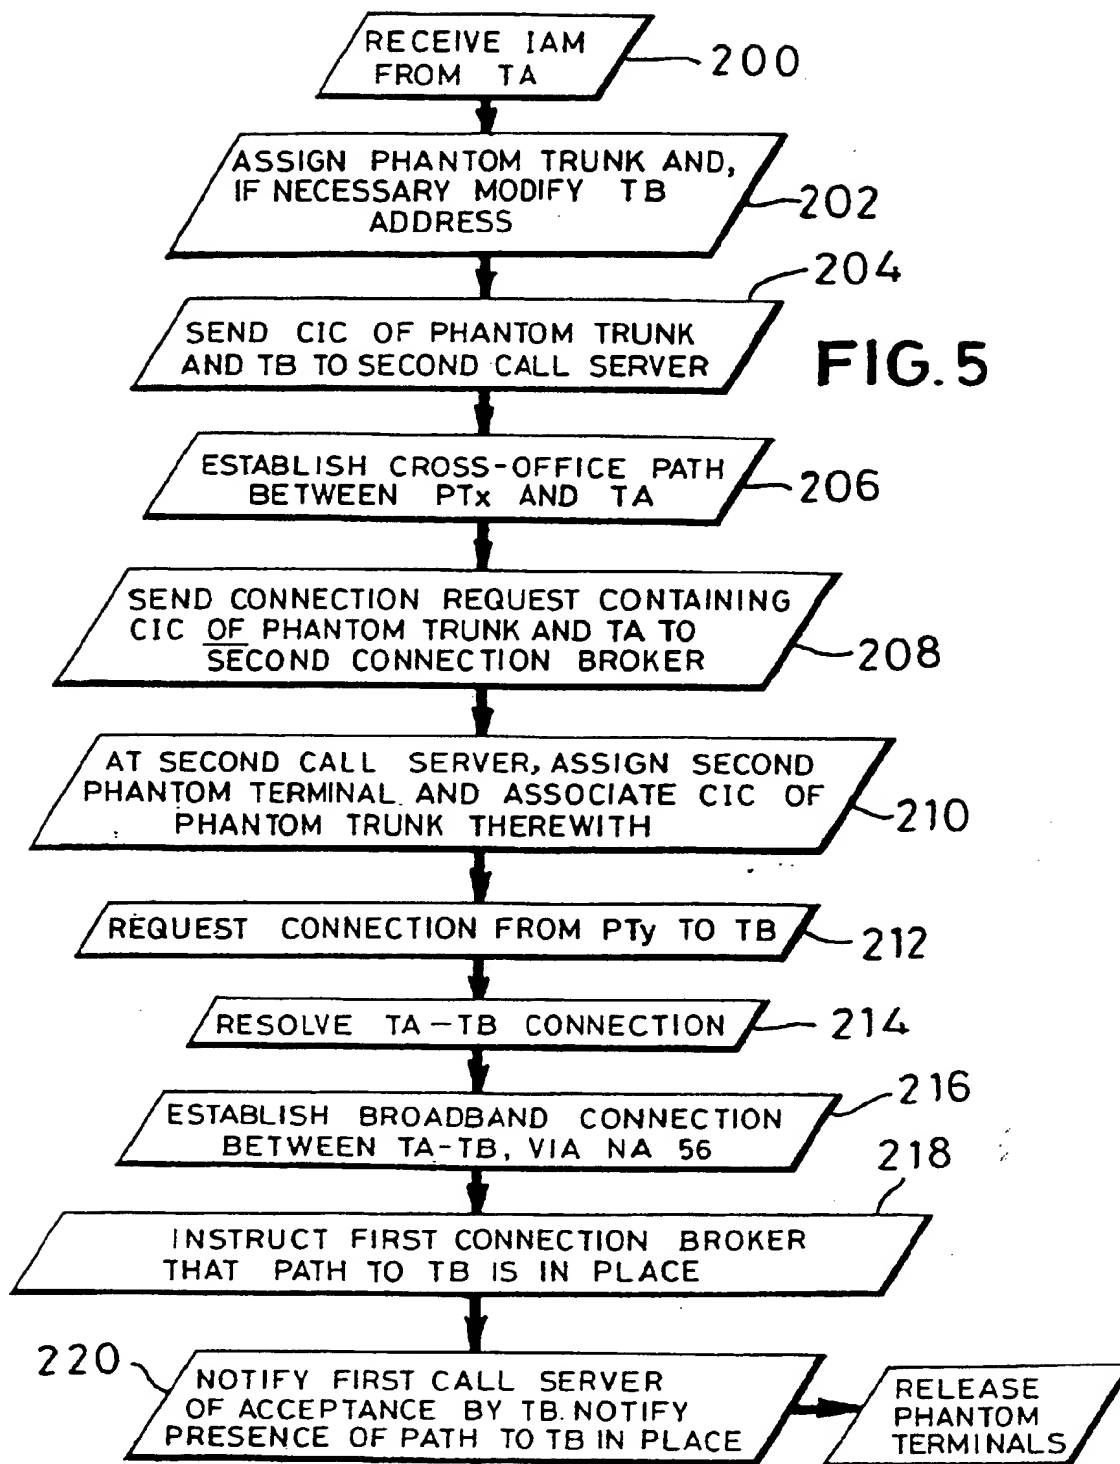 RECEIVE IAM
FROM TA
200
ASSIGN PHANTOM TRUNK AND,
IF NECESSARY MODIFY TB
ADDRESS
202
204
SEND CIC OF PHANTOM TRUNK
AND TB TO SECOND CALL SERVER
FIG. 5
ESTABLISH CROSS-OFFICE PATH
BETWEEN PTx AND TA
206
SEND CONNECTION REQUEST CONTAINING
CIC OF PHANTOM TRUNK AND TA TO
SECOND CONNECTION BROKER
208
AT SECOND CALL SERVER, ASSIGN SECOND
PHANTOM TERMINAL AND ASSOCIATE CIC OF
PHANTOM TRUNK THEREWITH
210
REQUEST CONNECTION FROM PTy TO TB
212
RESOLVE TA-TB CONNECTION
214
216
ESTABLISH BROADBAND CONNECTION
BETWEEN TA-TB, VIA NA 56
218
INSTRUCT FIRST CONNECTION BROKER
THAT PATH TO TB IS IN PLACE
220
NOTIFY FIRST CALL SERVER
OF ACCEPTANCE BY TB. NOTIFY
PRESENCE OF PATH TO TB IN PLACE
RELEASE
PHANTOM
TERMINALS